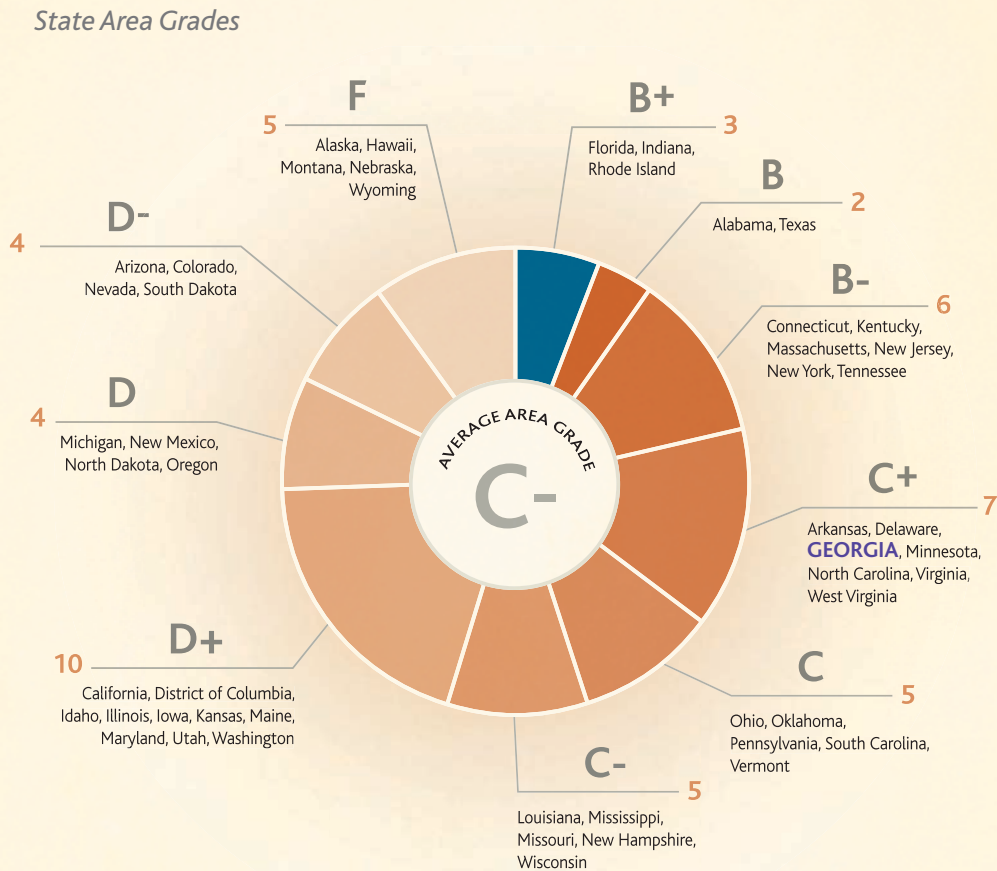 State Area Grades
F
5
Alaska, Hawaii,
Montana, Nebraska,
Wyoming
B+
3
Florida, Indiana,
Rhode Island
B
2
Alabama, Texas
B-
6
Connecticut, Kentucky,
Massachusetts, New Jersey,
New York, Tennessee
C+
7
Arkansas, Delaware,
GEORGIA, Minnesota,
North Carolina, Virginia,
West Virginia
C
5
Ohio, Oklahoma,
Pennsylvania, South Carolina,
Vermont
C-
5
Louisiana, Mississippi,
Missouri, New Hampshire,
Wisconsin
D+
10
California, District of Columbia,
Idaho, Illinois, Iowa, Kansas, Maine,
Maryland, Utah, Washington
D
4
Michigan, New Mexico,
North Dakota, Oregon
D-
4
Arizona, Colorado,
Nevada, South Dakota
AVERAGE AREA GRADE
C-